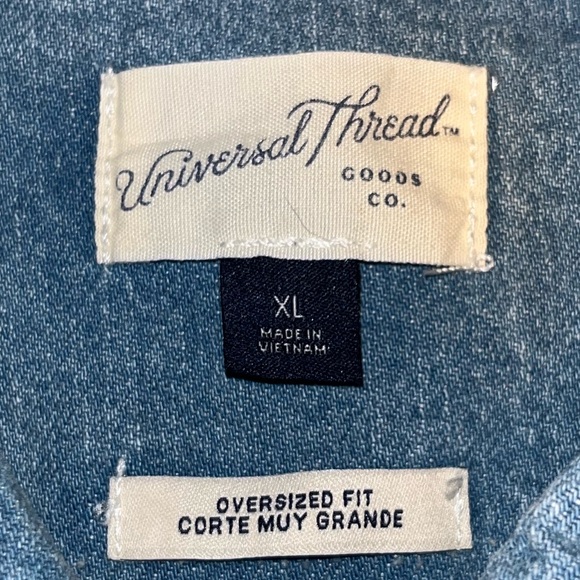 Universal Thread™
GOODS
CO.
XL
MADE IN
VIETNAM
OVERSIZED FIT
CORTE MUY GRANDE